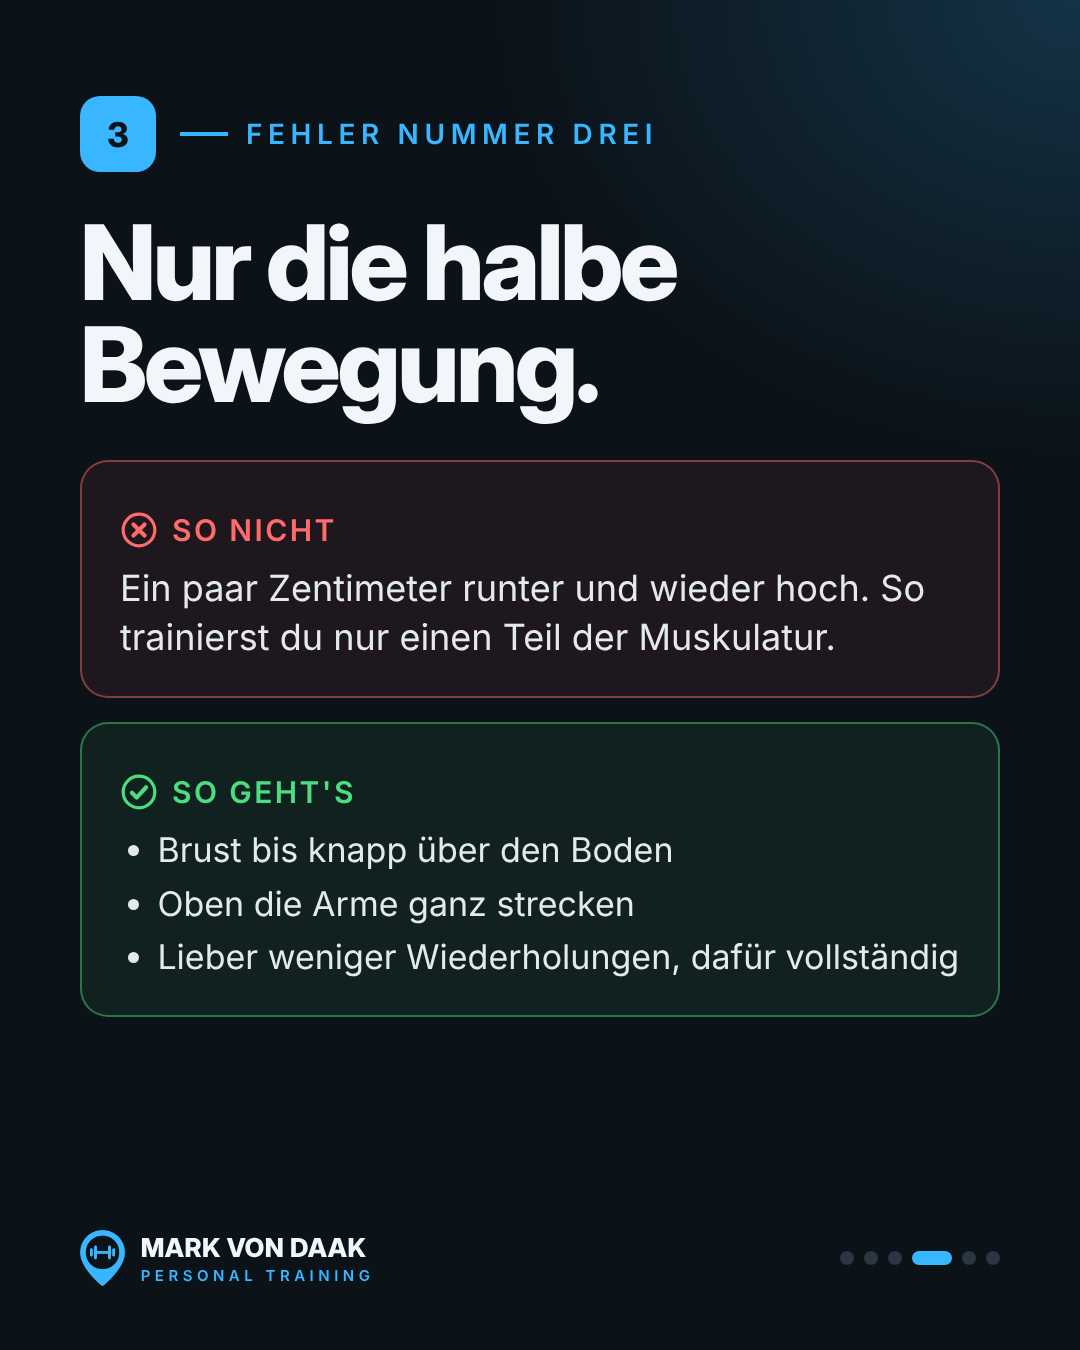 3
FEHLER NUMMER DREI
Nur die halbe
Bewegung.
SO NICHT
Ein paar Zentimeter runter und wieder hoch. So
trainierst du nur einen Teil der Muskulatur.
SO GEHT'S
• Brust bis knapp über den Boden
• Oben die Arme ganz strecken
• Lieber weniger Wiederholungen, dafür vollständig
MARK VON DAAK
PERSONAL TRAINING